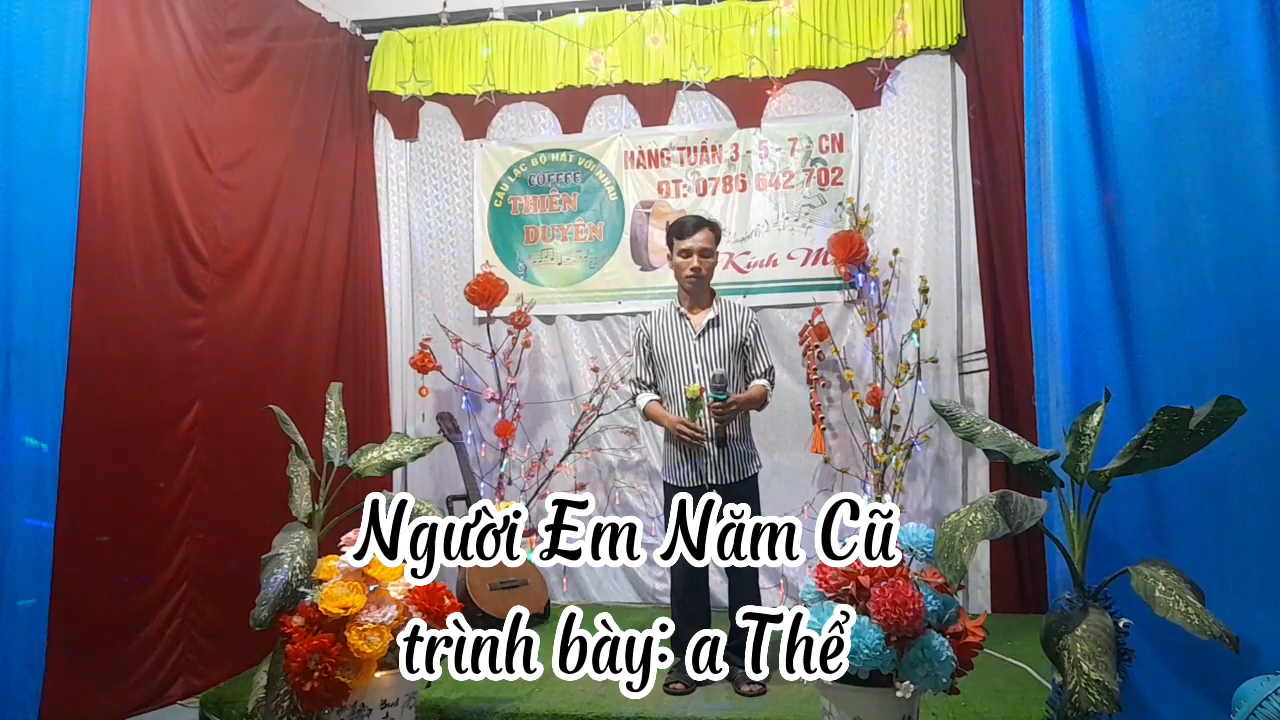 CÂU LẠC BỘ HÁT VỚI NHAU
COFFEE
THIÊN
DUYÊN
HÀNG TUẦN 3 - 5 - 7 - CN
ĐT: 0786 642 702
Kính M
Người Em Năm Cũ
trình bày: a Thể